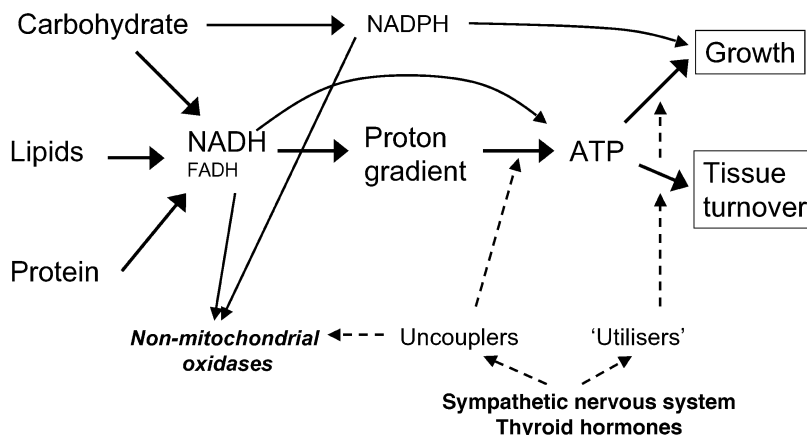 Carbohydrate
NADPH
Growth
Lipids
NADH
FADH
Proton
gradient
ATP
Tissue
turnover
Protein
Non-mitochondrial
oxidases
Uncouplers
‘Utilisers’
Sympathetic nervous system
Thyroid hormones